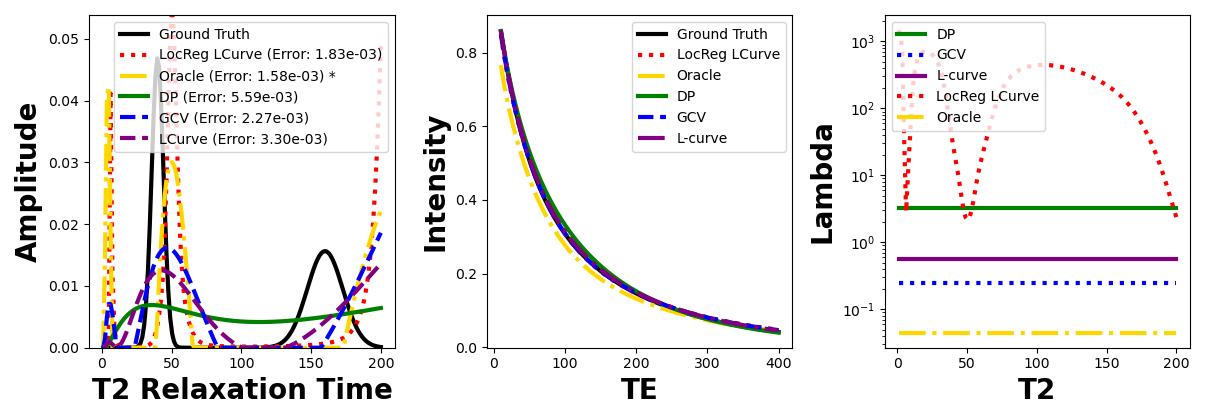 0.05
0.04
0.03
0.02
0.01
0.00
0
50
100
150
200
Amplitude
T2 Relaxation Time
Ground Truth
LocReg LCurve (Error: 1.83e-03)
Oracle (Error: 1.58e-03) *
DP (Error: 5.59e-03)
GCV (Error: 2.27e-03)
LCurve (Error: 3.30e-03)
0.8
0.6
0.4
0.2
0.0
0
100
200
300
400
Intensity
TE
Ground Truth
LocReg LCurve
Oracle
DP
GCV
L-curve
10³
10²
10¹
10⁰
10⁻¹
0
50
100
150
200
Lambda
T2
DP
GCV
L-curve
LocReg LCurve
Oracle